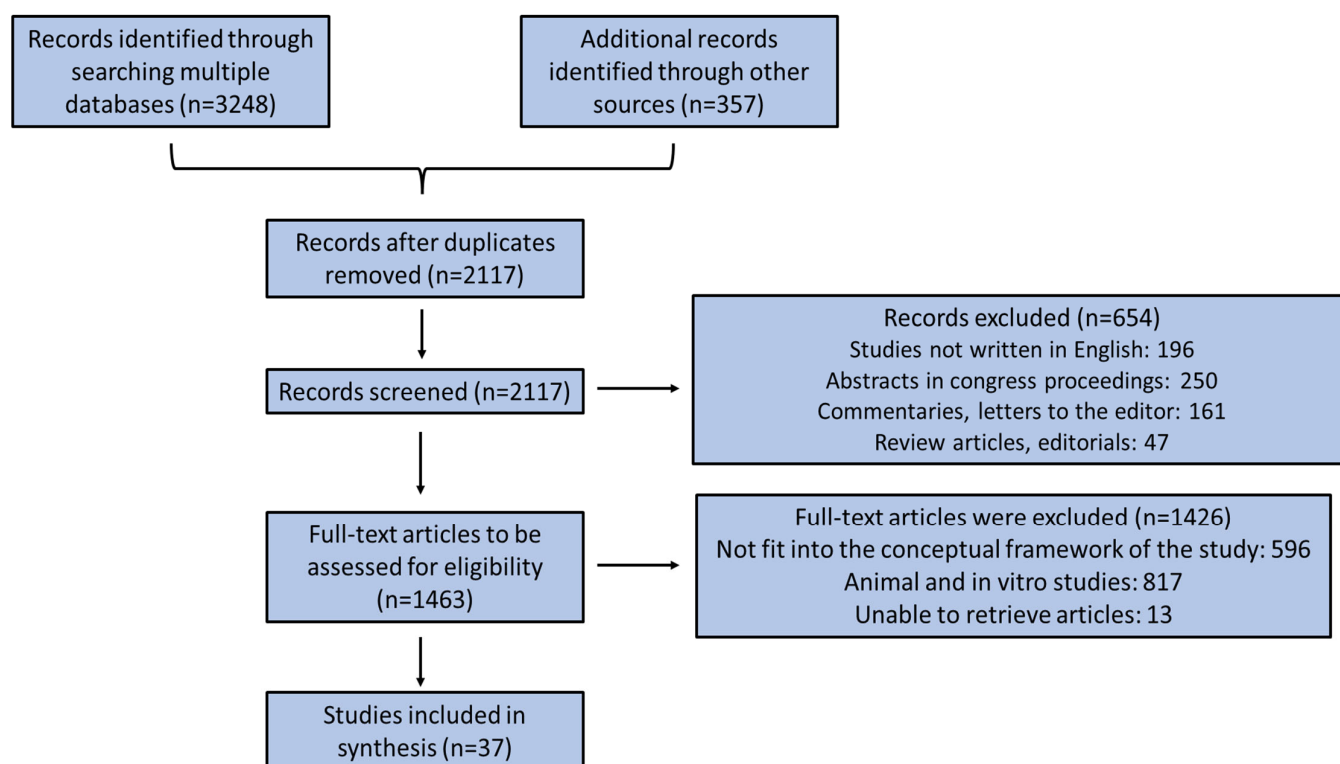 Records identified through
searching multiple
databases (n=3248)
Additional records
identified through other
sources (n=357)
Records after duplicates
removed (n=2117)
Records screened (n=2117)
Records excluded (n=654)
Studies not written in English: 196
Abstracts in congress proceedings: 250
Commentaries, letters to the editor: 161
Review articles, editorials: 47
Full-text articles to be
assessed for eligibility
(n=1463)
Full-text articles were excluded (n=1426)
Not fit into the conceptual framework of the study: 596
Animal and in vitro studies: 817
Unable to retrieve articles: 13
Studies included in
synthesis (n=37)